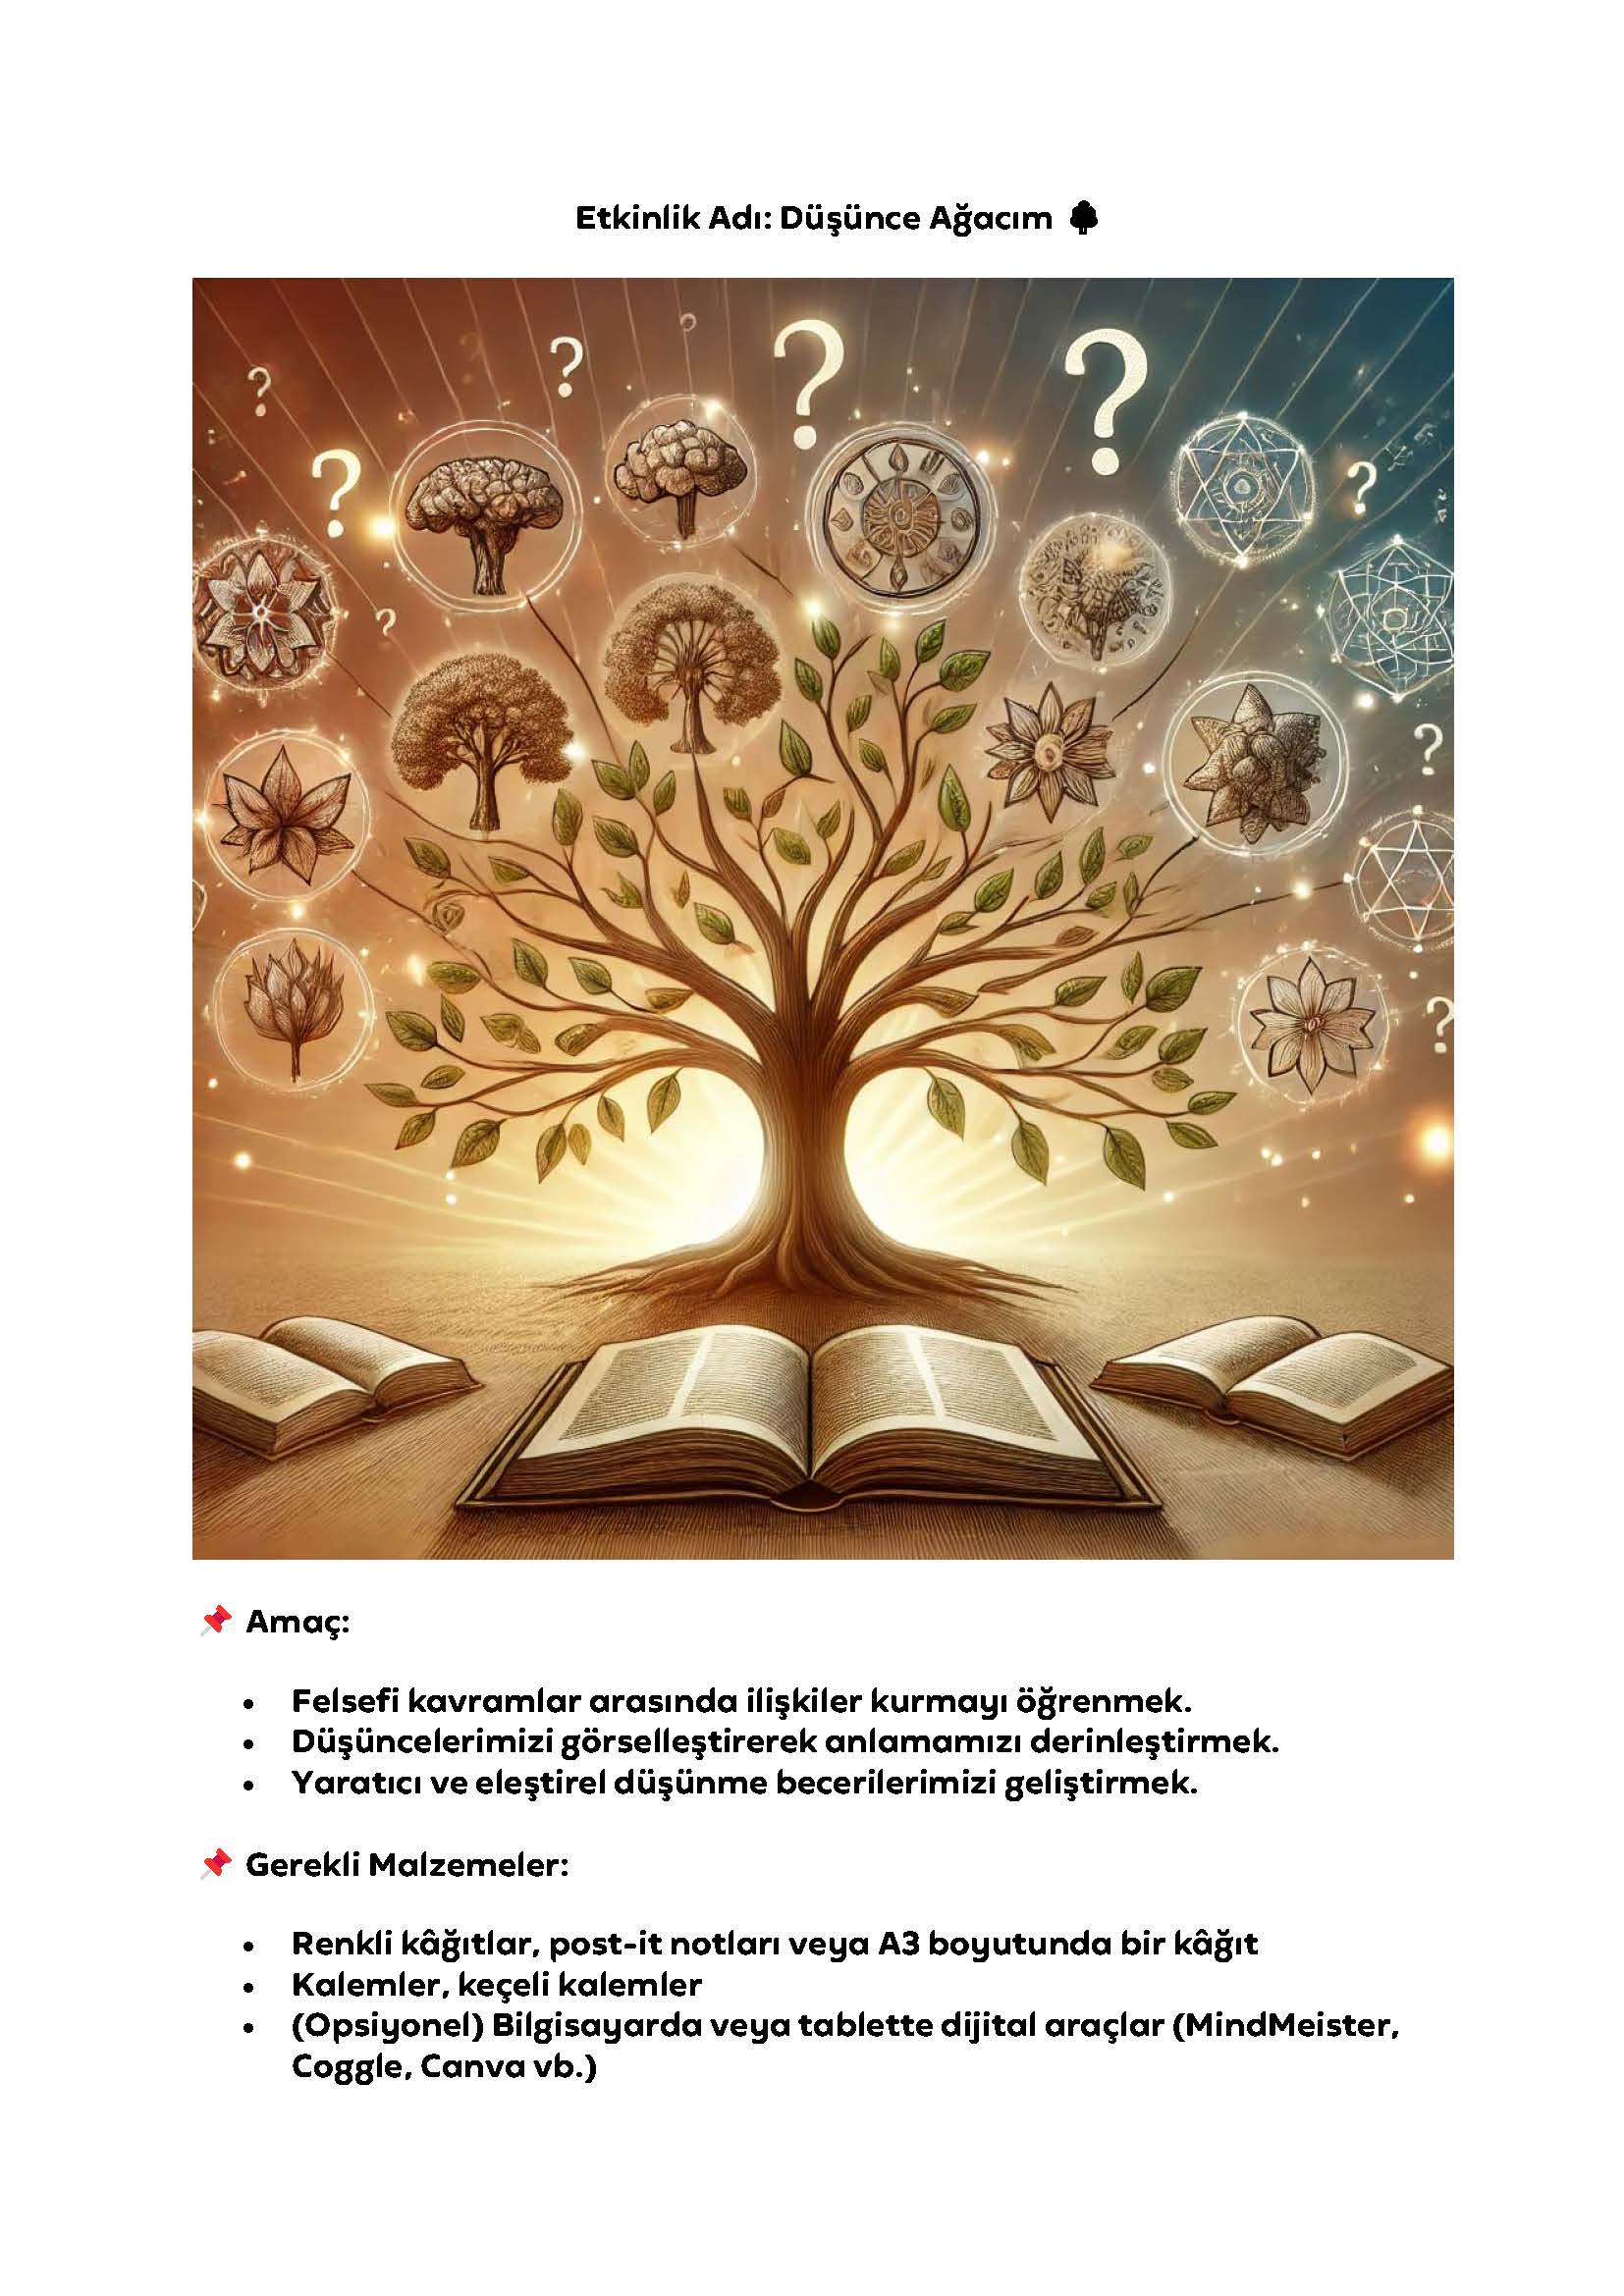 Etkinlik Adı: Düşünce Ağacım 🌳
? ? ? ?
? ?
?
?
?
📌 Amaç:
• Felsefi kavramlar arasında ilişkiler kurmayı öğrenmek.
• Düşüncelerimizi görselleştirerek anlamamızı derinleştirmek.
• Yaratıcı ve eleştirel düşünme becerilerimizi geliştirmek.
📌 Gerekli Malzemeler:
• Renkli kâğıtlar, post-it notları veya A3 boyutunda bir kâğıt
• Kalemler, keçeli kalemler
• (Opsiyonel) Bilgisayarda veya tablette dijital araçlar (MindMeister,
Coggle, Canva vb.)